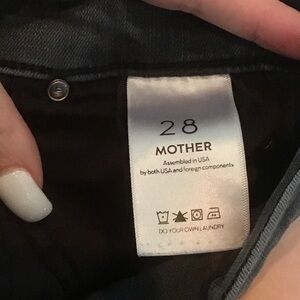 28
MOTHER
Assembled in USA
by both USA and foreign components
DO YOUR OWN LAUNDRY